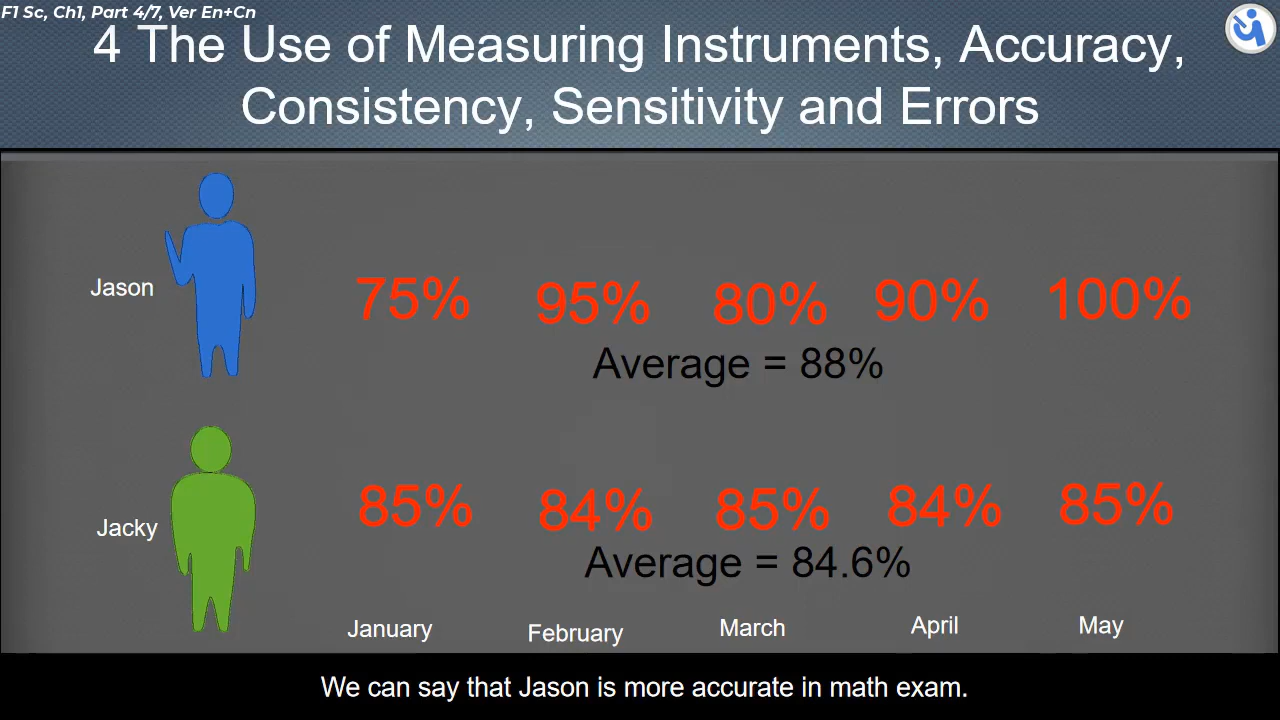 F1 Sc, Ch1, Part 4/7, Ver En+Cn
4 The Use of Measuring Instruments, Accuracy,
Consistency, Sensitivity and Errors
Jason
75% 95% 80% 90% 100%
Average = 88%
Jacky
85% 84% 85% 84% 85%
Average = 84.6%
January February March April May
We can say that Jason is more accurate in math exam.